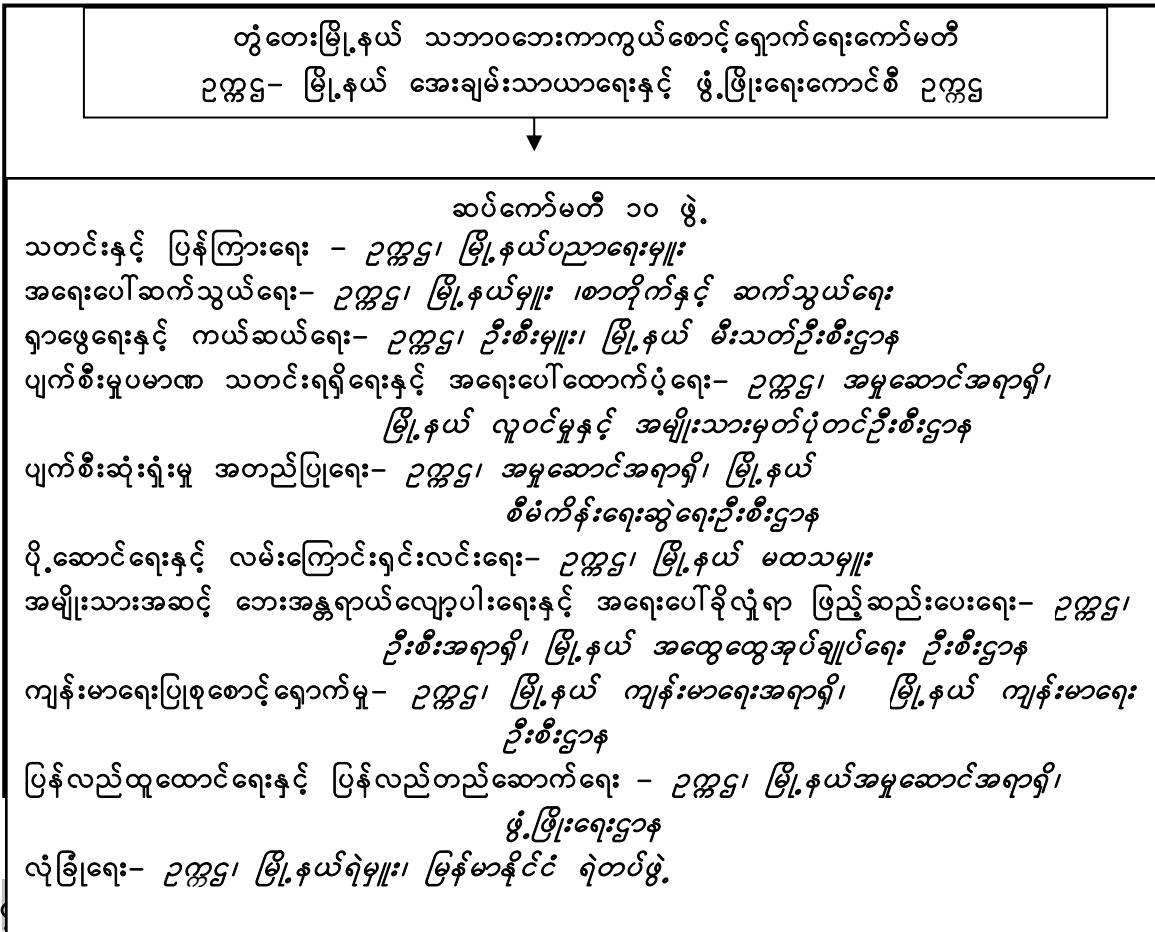 တွံတေးမြို့နယ် သဘာဝဘေးကာကွယ်စောင့်ရှောက်ရေးကော်မတီ
ဥက္ကဌ– မြို့နယ် အေးချမ်းသာယာရေးနှင့် ဖွံ့ဖြိုးရေးကောင်စီ ဥက္ကဌ
ဆပ်ကော်မတီ ၁၀ ဖွဲ့
သတင်းနှင့် ပြန်ကြားရေး – ဥက္ကဌ၊ မြို့နယ်ပညာရေးမှူး
အရေးပေါ်ဆက်သွယ်ရေး– ဥက္ကဌ၊ မြို့နယ်မှူး ၊စာတိုက်နှင့် ဆက်သွယ်ရေး
ရှာဖွေရေးနှင့် ကယ်ဆယ်ရေး– ဥက္ကဌ၊ ဦးစီးမှူး၊ မြို့နယ် မီးသတ်ဦးစီးဌာန
ပျက်စီးမှုပမာဏ သတင်းရရှိရေးနှင့် အရေးပေါ်ထောက်ပံ့ရေး– ဥက္ကဌ၊ အမှုဆောင်အရာရှိ၊
မြို့နယ် လူဝင်မှုနှင့် အမျိုးသားမှတ်ပုံတင်ဦးစီးဌာန
ပျက်စီးဆုံးရှုံးမှု အတည်ပြုရေး– ဥက္ကဌ၊ အမှုဆောင်အရာရှိ၊ မြို့နယ်
စီမံကိန်းရေးဆွဲရေးဦးစီးဌာန
ပို့ဆောင်ရေးနှင့် လမ်းကြောင်းရှင်းလင်းရေး– ဥက္ကဌ၊ မြို့နယ် မထသမှူး
အမျိုးသားအဆင့် ဘေးအန္တရာယ်လျော့ပါးရေးနှင့် အရေးပေါ်ခိုလှုံရာ ဖြည့်ဆည်းပေးရေး– ဥက္ကဌ၊
ဦးစီးအရာရှိ၊ မြို့နယ် အထွေထွေအုပ်ချုပ်ရေး ဦးစီးဌာန
ကျန်းမာရေးပြုစုစောင့်ရှောက်မှု– ဥက္ကဌ၊ မြို့နယ် ကျန်းမာရေးအရာရှိ၊ မြို့နယ် ကျန်းမာရေး
ဦးစီးဌာန
ပြန်လည်ထူထောင်ရေးနှင့် ပြန်လည်တည်ဆောက်ရေး – ဥက္ကဌ၊ မြို့နယ်အမှုဆောင်အရာရှိ၊
ဖွံ့ဖြိုးရေးဌာန
လုံခြုံရေး– ဥက္ကဌ၊ မြို့နယ်ရဲမှူး၊ မြန်မာနိုင်ငံ ရဲတပ်ဖွဲ့